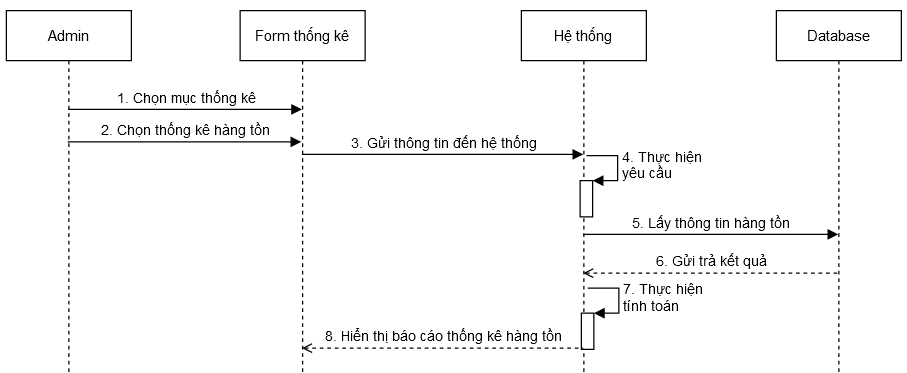 Admin
Form thống kê
Hệ thống
Database
1. Chọn mục thống kê
2. Chọn thống kê hàng tồn
3. Gửi thông tin đến hệ thống
4. Thực hiện
yêu cầu
5. Lấy thông tin hàng tồn
6. Gửi trả kết quả
7. Thực hiện
tính toán
8. Hiển thị báo cáo thống kê hàng tồn